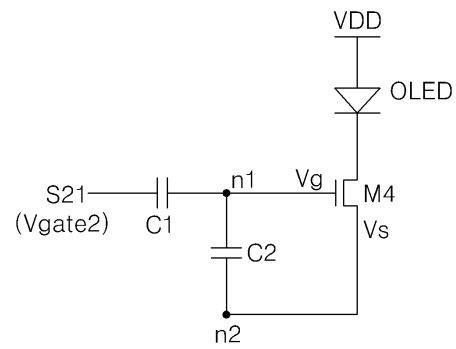 VDD
OLED
n1
Vg
M4
S21
(Vgate2)
C1
Vs
C2
n2